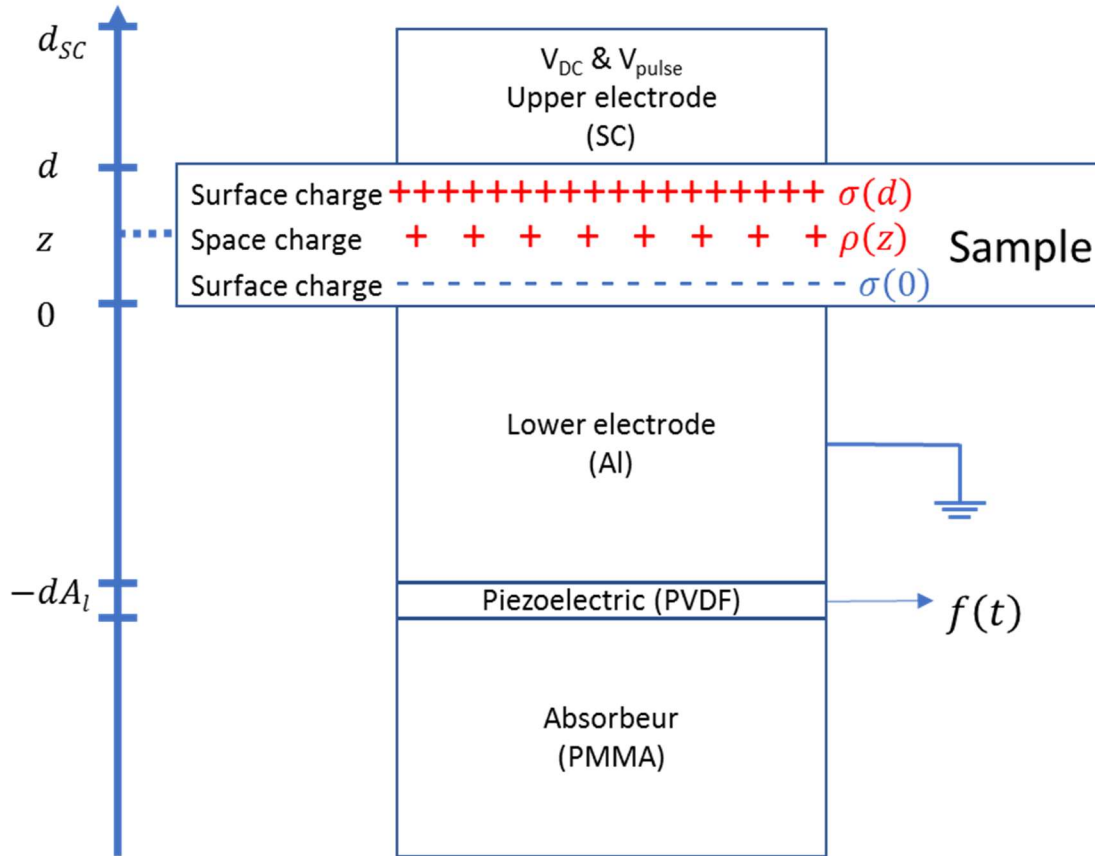 d_SC
V_DC & V_pulse
Upper electrode
(SC)
d
Surface charge +++++++++++++++++++ σ(d)
z
Space charge + + + + + + + + ρ(z)
Sample
Surface charge - - - - - - - - - - - - - - - - - - - σ(0)
0
Lower electrode
(Al)
−dA_l
Piezoelectric (PVDF)
f(t)
Absorbeur
(PMMA)